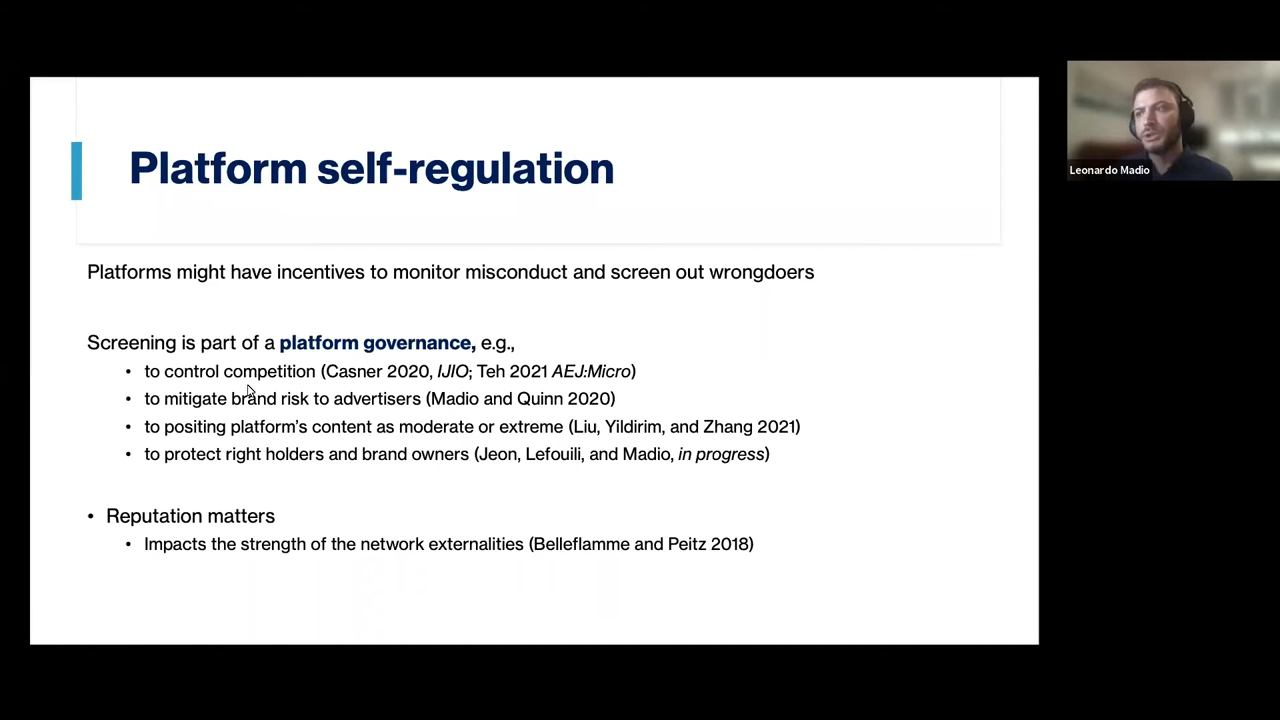 Platform self-regulation
Leonardo Madio
Platforms might have incentives to monitor misconduct and screen out wrongdoers
Screening is part of a platform governance, e.g.,
• to control competition (Casner 2020, IJIO; Teh 2021 AEJ:Micro)
• to mitigate brand risk to advertisers (Madio and Quinn 2020)
• to positing platform's content as moderate or extreme (Liu, Yildirim, and Zhang 2021)
• to protect right holders and brand owners (Jeon, Lefouili, and Madio, in progress)
• Reputation matters
• Impacts the strength of the network externalities (Belleflamme and Peitz 2018)